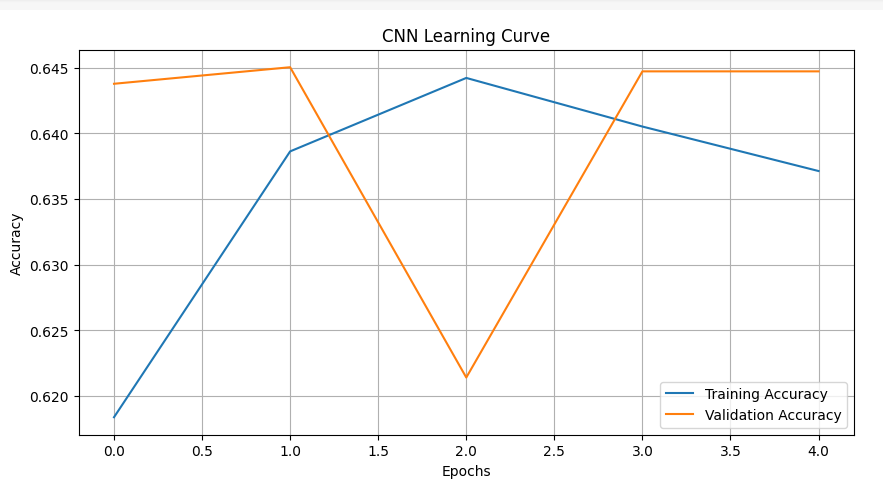 CNN Learning Curve
0.645
0.640
0.635
0.630
0.625
0.620
Accuracy
Training Accuracy
Validation Accuracy
0.0 0.5 1.0 1.5 2.0 2.5 3.0 3.5 4.0
Epochs